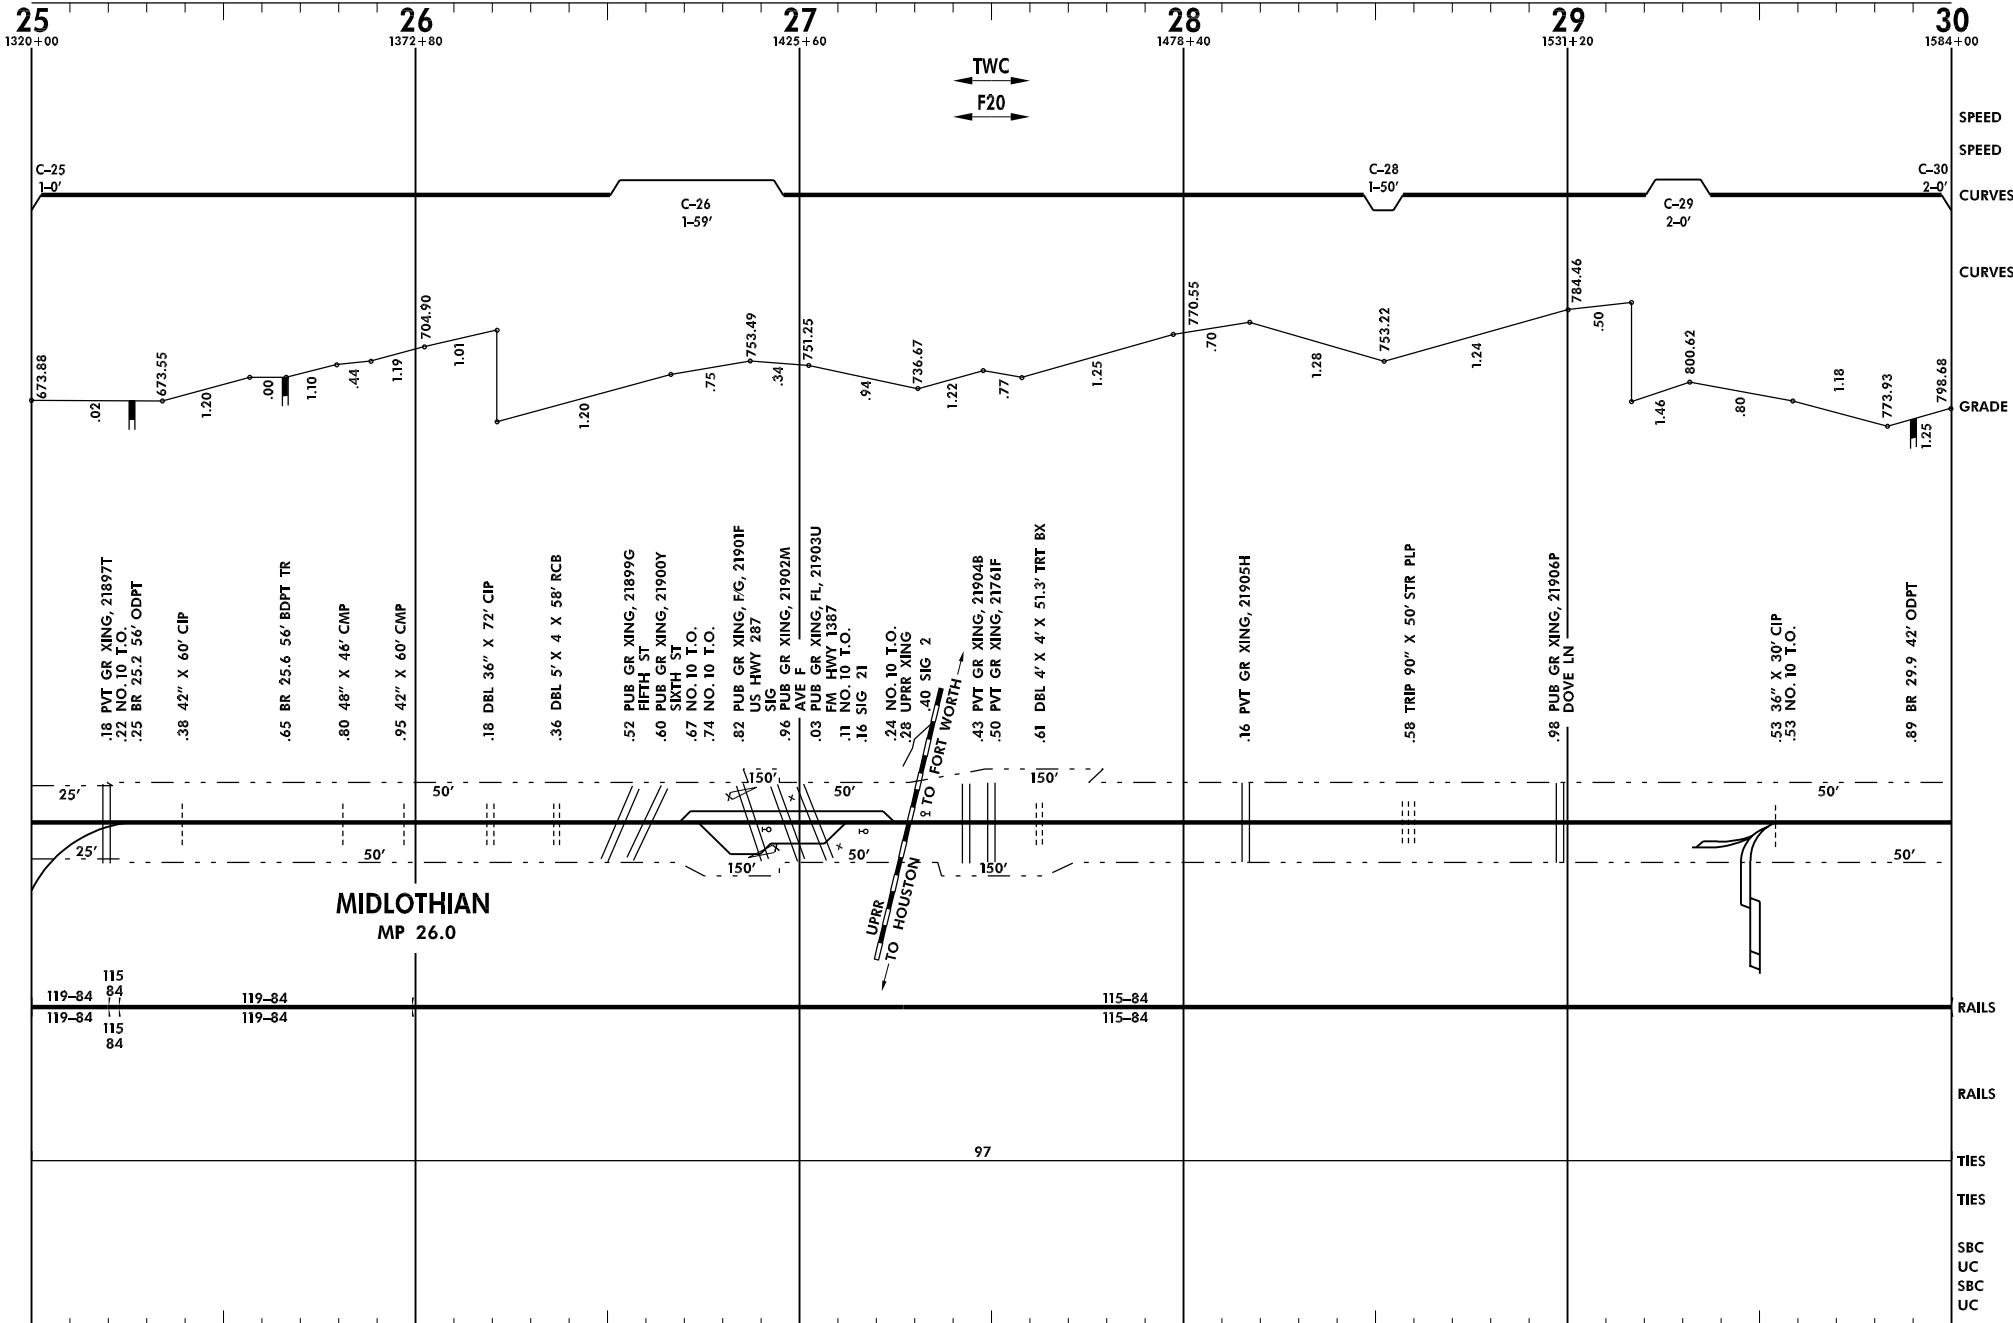 25 26 27 28 29 30
1320+00 1372+80 1425+60 1478+40 1531+20 1584+00
TWC
F20
SPEED
SPEED
C–25
1–0′
C–26
1–59′
C–28
1–50′
C–29
2–0′
C–30
2–0′
CURVES
CURVES
673.88
.02
673.55
1.20
.00
1.10
.44
1.19
704.90
1.01
1.20
.75
753.49
.34
751.25
.94
736.67
1.22
.77
1.25
770.55
.70
1.28
753.22
1.24
784.46
.50
1.46
800.62
.80
1.18
773.93
1.25
798.68
GRADE
.18 PVT GR XING, 21897T
.22 NO. 10 T.O.
.25 BR 25.2 56′ ODPT
.38 42″ X 60′ CIP
.65 BR 25.6 56′ BDPT TR
.80 48″ X 46′ CMP
.95 42″ X 60′ CMP
.18 DBL 36″ X 72′ CIP
.36 DBL 5′ X 4 X 58′ RCB
.52 PUB GR XING, 21899G
FIFTH ST
.60 PUB GR XING, 21900Y
SIXTH ST
.67 NO. 10 T.O.
.74 NO. 10 T.O.
.82 PUB GR XING, F/G, 21901F
US HWY 287
SIG
.96 PUB GR XING, 21902M
AVE F
.03 PUB GR XING, FL, 21903U
FM HWY 1387
.11 NO. 10 T.O.
.16 SIG 21
.24 NO. 10 T.O.
.28 UPRR XING
.40 SIG 2
.43 PVT GR XING, 21904B
.50 PVT GR XING, 21761F
.61 DBL 4′ X 4′ X 51.3′ TRT BX
.16 PVT GR XING, 21905H
.58 TRIP 90″ X 50′ STR PLP
.98 PUB GR XING, 21906P
DOVE LN
.53 36″ X 30′ CIP
.53 NO. 10 T.O.
.89 BR 29.9 42′ ODPT
25′ 50′ 150′ 50′ 150′ 50′
TO FORT WORTH
25′ 50′ 150′ 50′ 150′ 50′
UPRR
TO HOUSTON
MIDLOTHIAN
MP 26.0
119–84
115
84
119–84
115–84
119–84
115
84
119–84
115–84
RAILS
RAILS
97
TIES
TIES
SBC
UC
SBC
UC